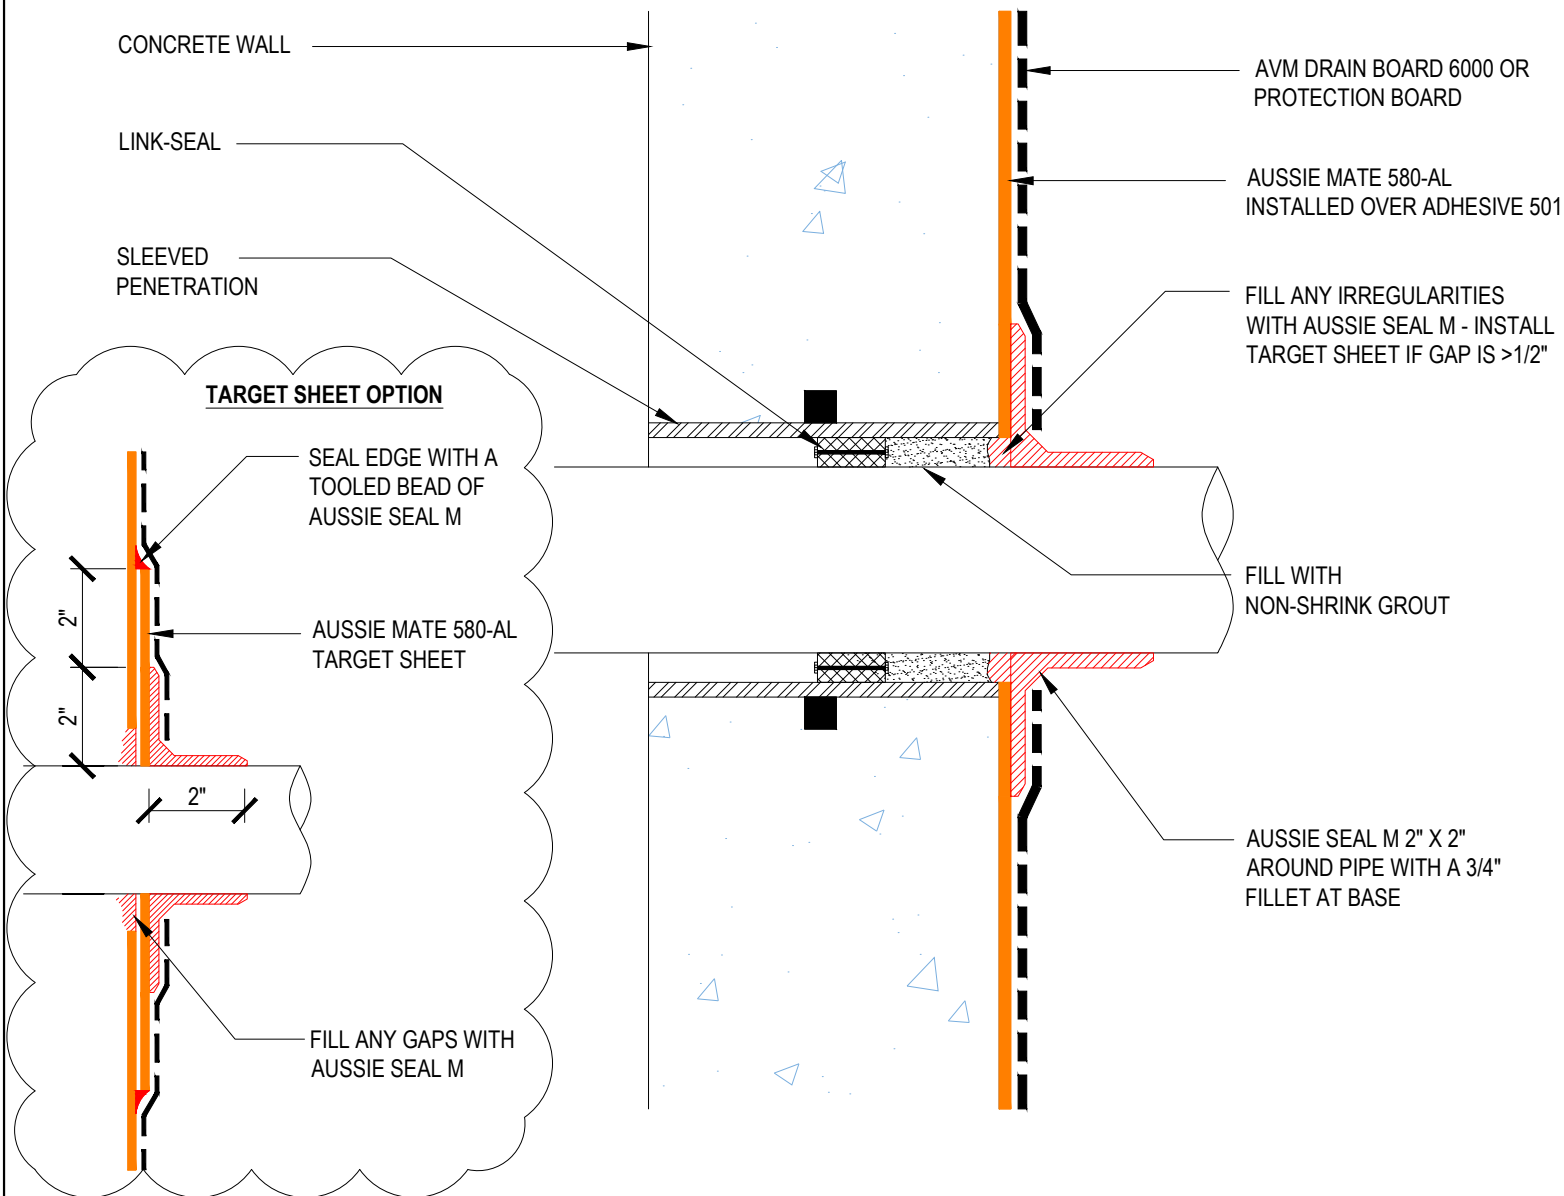 CONCRETE WALL
LINK-SEAL
SLEEVED
PENETRATION
AVM DRAIN BOARD 6000 OR
PROTECTION BOARD
AUSSIE MATE 580-AL
INSTALLED OVER ADHESIVE 501
FILL ANY IRREGULARITIES
WITH AUSSIE SEAL M - INSTALL
TARGET SHEET IF GAP IS >1/2"
FILL WITH
NON-SHRINK GROUT
AUSSIE SEAL M 2" X 2"
AROUND PIPE WITH A 3/4"
FILLET AT BASE
TARGET SHEET OPTION
SEAL EDGE WITH A
TOOLED BEAD OF
AUSSIE SEAL M
2"
AUSSIE MATE 580-AL
TARGET SHEET
2"
2"
FILL ANY GAPS WITH
AUSSIE SEAL M